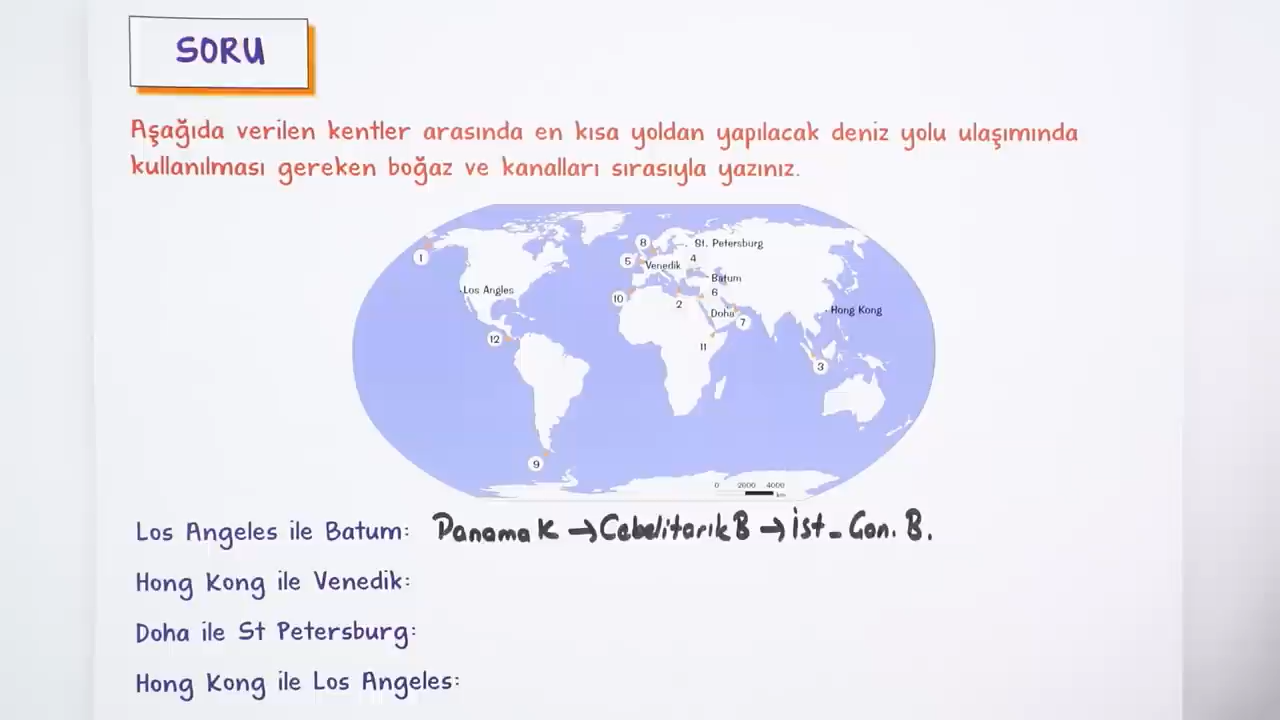 SORU
Aşağıda verilen kentler arasında en kısa yoldan yapılacak deniz yolu ulaşımında
kullanılması gereken boğaz ve kanalları sırasıyla yazınız.
8
St. Petersburg
1
5
Venedik
4
Batum
Los Angles
10
2
6
Doha
7
Hong Kong
12
11
3
9
0 2000 4000
km
Los Angeles ile Batum: Panama K → Cebelitarık B → İst - Çan. B.
Hong Kong ile Venedik:
Doha ile St Petersburg:
Hong Kong ile Los Angeles: